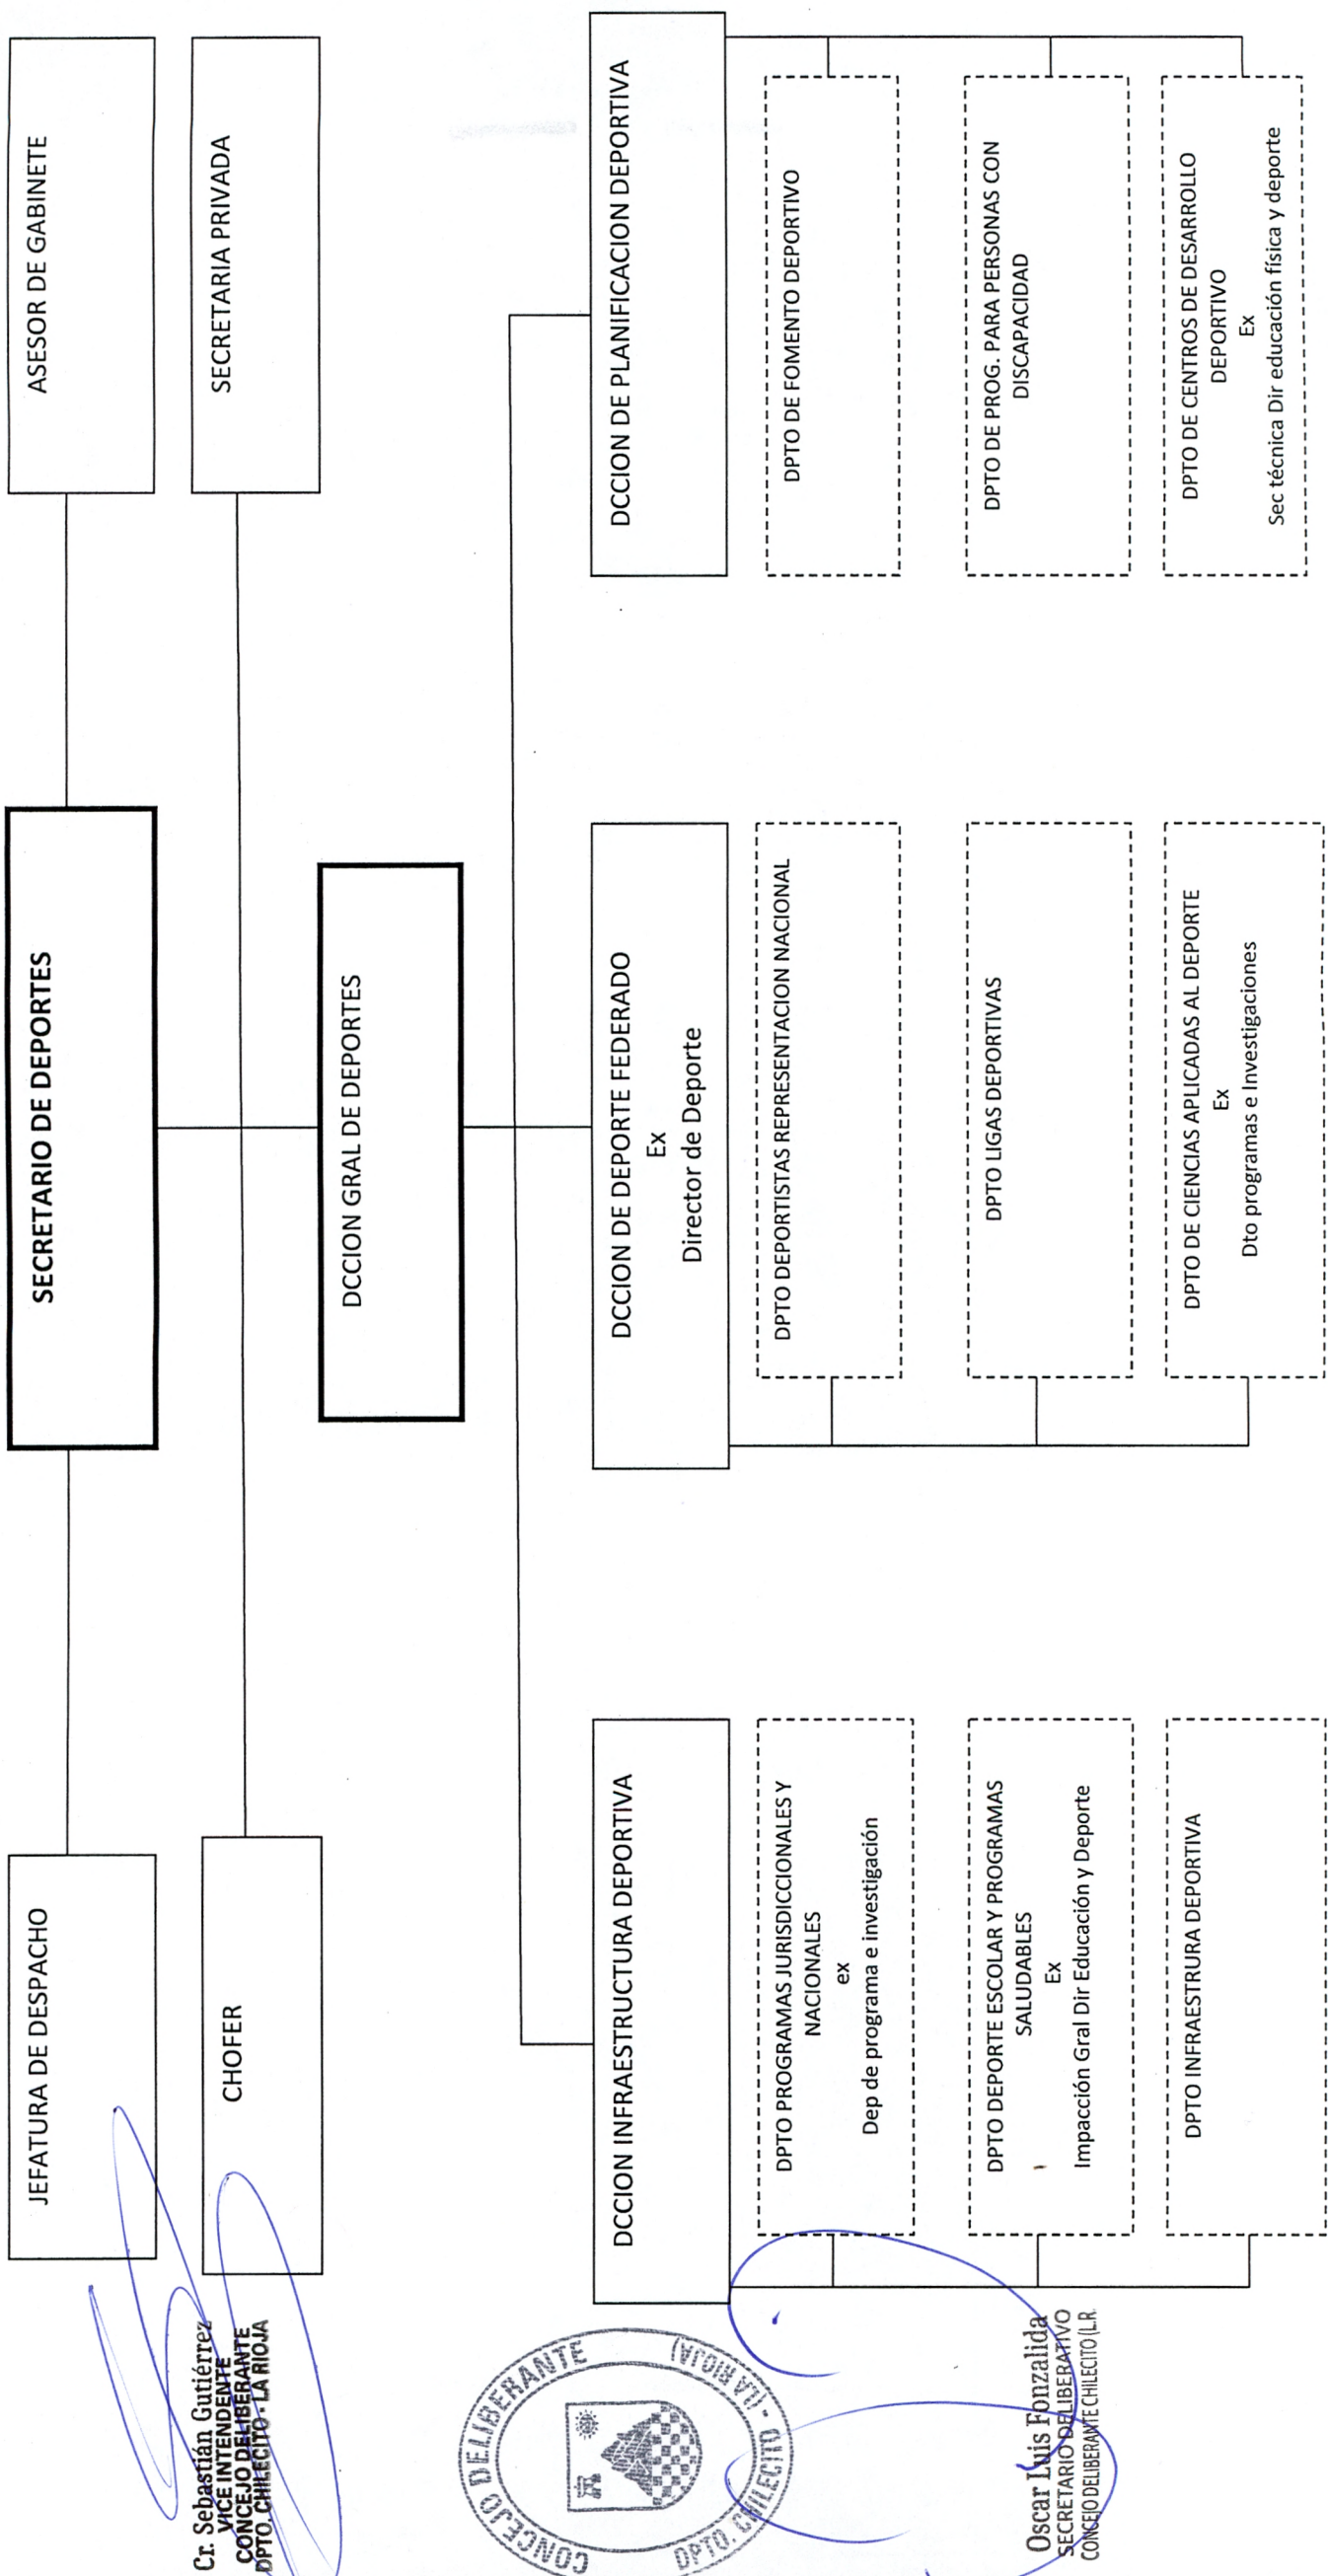 JEFATURA DE DESPACHO
SECRETARIO DE DEPORTES
ASESOR DE GABINETE
CHOFER
SECRETARIA PRIVADA
DCCION GRAL DE DEPORTES
DCCION INFRAESTRUCTURA DEPORTIVA
DPTO PROGRAMAS JURISDICCIONALES Y
NACIONALES
ex
Dep de programa e investigación
DPTO DEPORTE ESCOLAR Y PROGRAMAS
SALUDABLES
Ex
Impacción Gral Dir Educación y Deporte
DPTO INFRAESTRURA DEPORTIVA
DCCION DE DEPORTE FEDERADO
Ex
Director de Deporte
DPTO DEPORTISTAS REPRESENTACION NACIONAL
DPTO LIGAS DEPORTIVAS
DPTO DE CIENCIAS APLICADAS AL DEPORTE
Ex
Dto programas e Investigaciones
DCCION DE PLANIFICACION DEPORTIVA
DPTO DE FOMENTO DEPORTIVO
DPTO DE PROG. PARA PERSONAS CON
DISCAPACIDAD
DPTO DE CENTROS DE DESARROLLO
DEPORTIVO
Ex
Sec técnica Dir educación física y deporte
Cr. Sebastián Gutiérrez
VICE INTENDENTE
CONCEJO DELIBERANTE
DPTO. CHILECITO - LA RIOJA
CONCEJO DELIBERANTE
DPTO. CHILECITO - (LA RIOJA)
Oscar Luis Fonzalida
SECRETARIO DELIBERATIVO
CONCEJO DELIBERANTE CHILECITO (L.R.